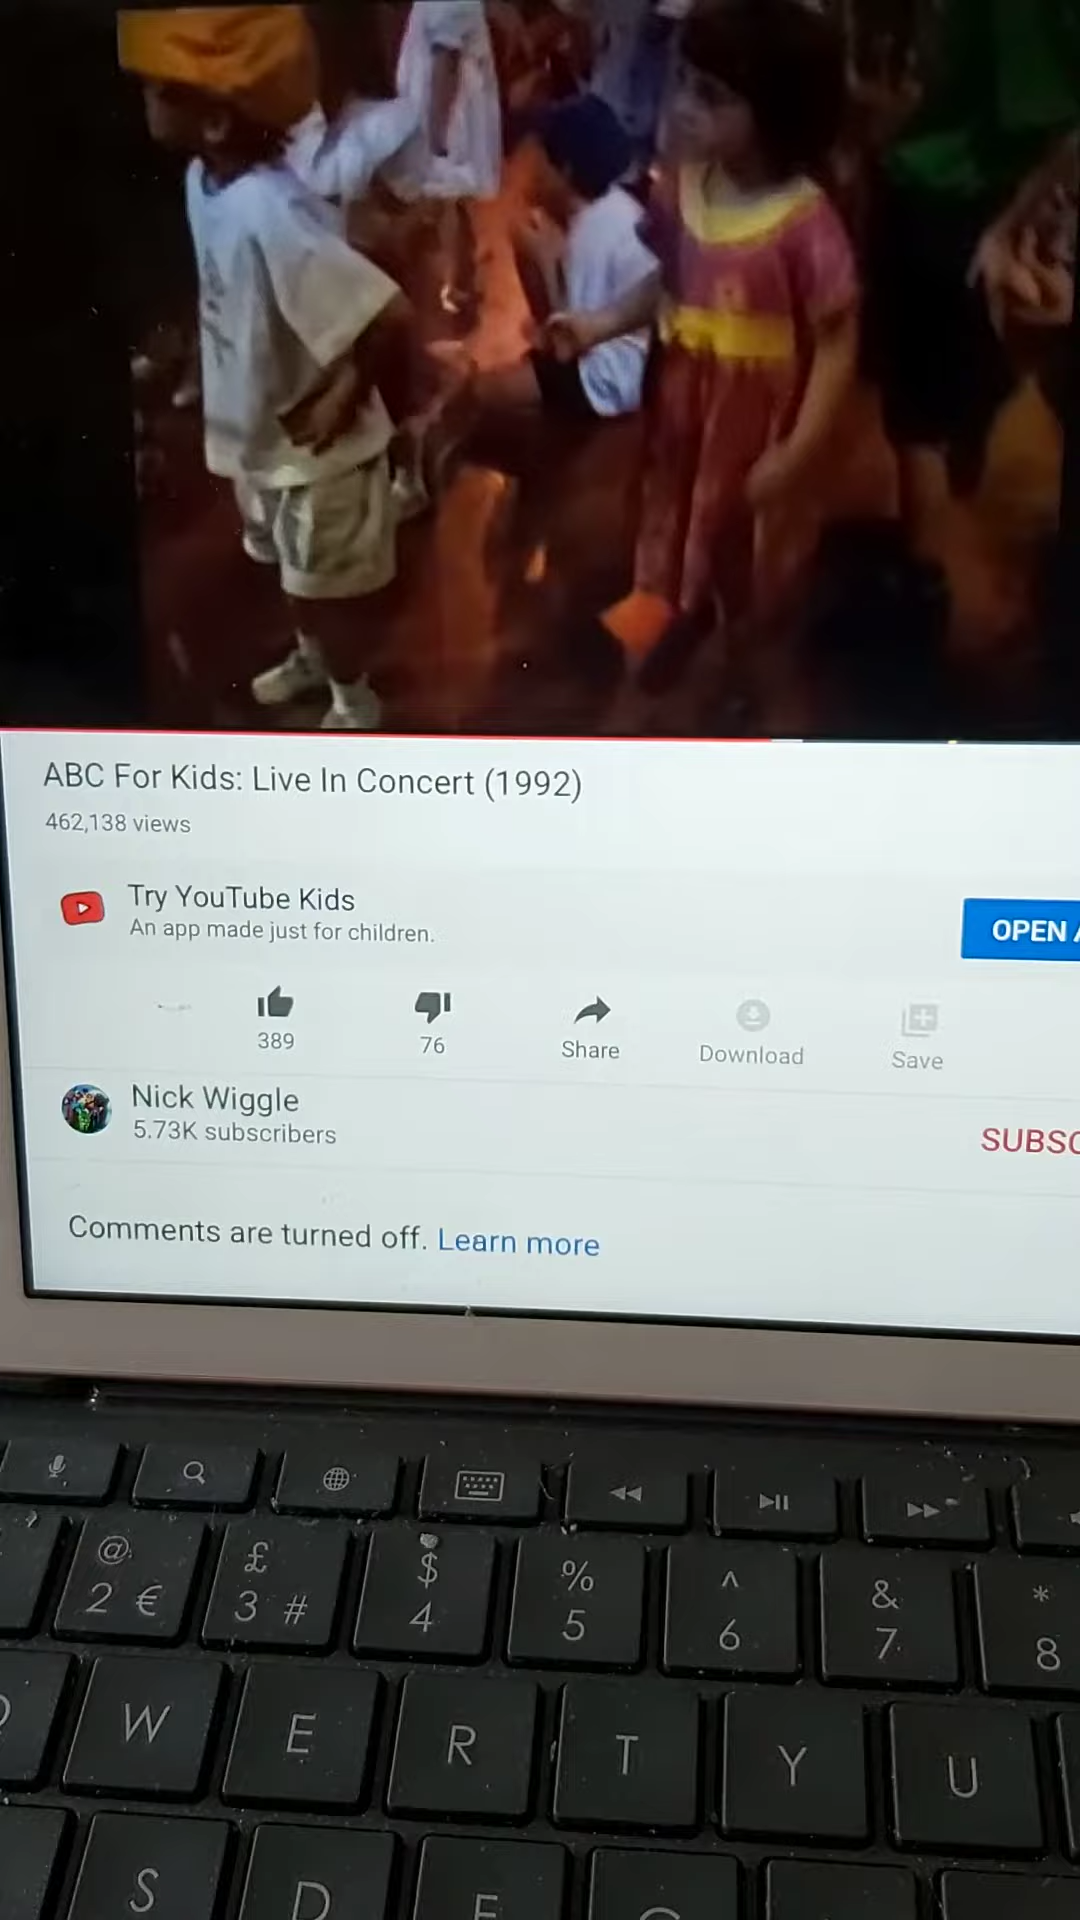 ABC For Kids: Live In Concert (1992)
462,138 views
Try YouTube Kids
An app made just for children.
OPEN
389
76
Share
Download
Save
Nick Wiggle
5.73K subscribers
SUBSC
Comments are turned off. Learn more
@ £ $ % ^ & *
2 € 3 # 4 5 6 7 8
W E R T Y U
S D F